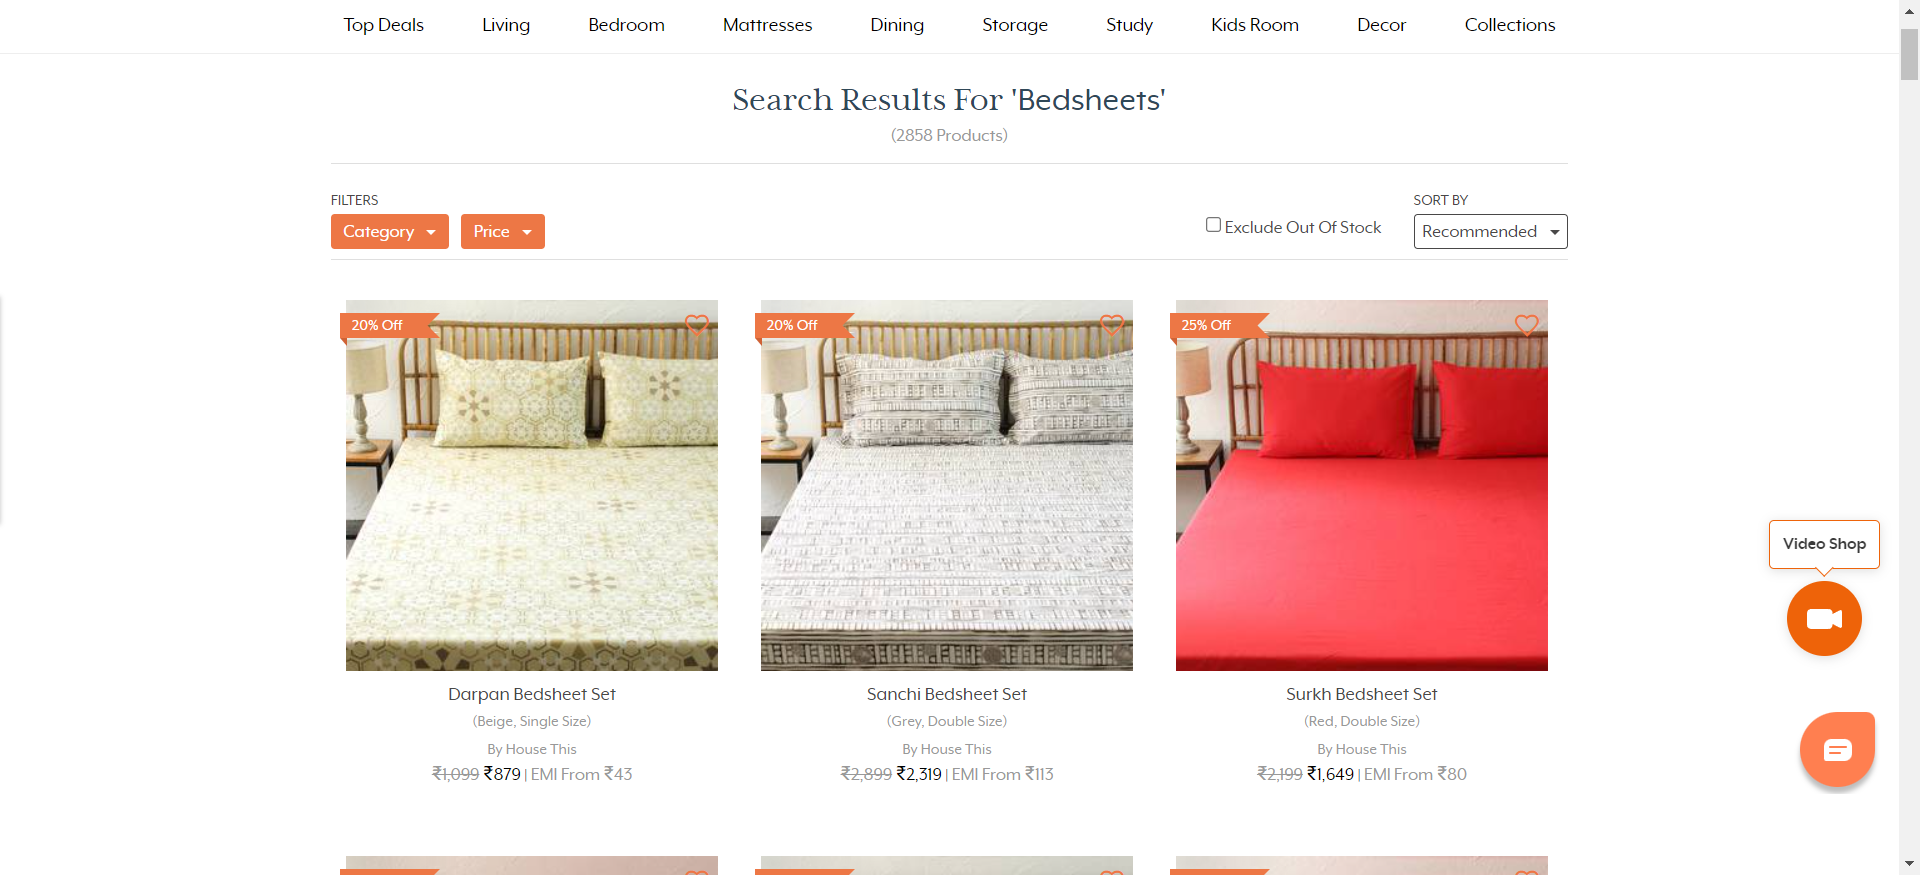 Top Deals Living Bedroom Mattresses Dining Storage Study Kids Room Decor Collections
Search Results For 'Bedsheets'
(2858 Products)
FILTERS
SORT BY
Category Price Exclude Out Of Stock Recommended
20% Off 20% Off 25% Off
Video Shop
Darpan Bedsheet Set Sanchi Bedsheet Set Surkh Bedsheet Set
(Beige, Single Size) (Grey, Double Size) (Red, Double Size)
By House This By House This By House This
₹1,099 ₹879 | EMI From ₹43 ₹2,899 ₹2,319 | EMI From ₹113 ₹2,199 ₹1,649 | EMI From ₹80